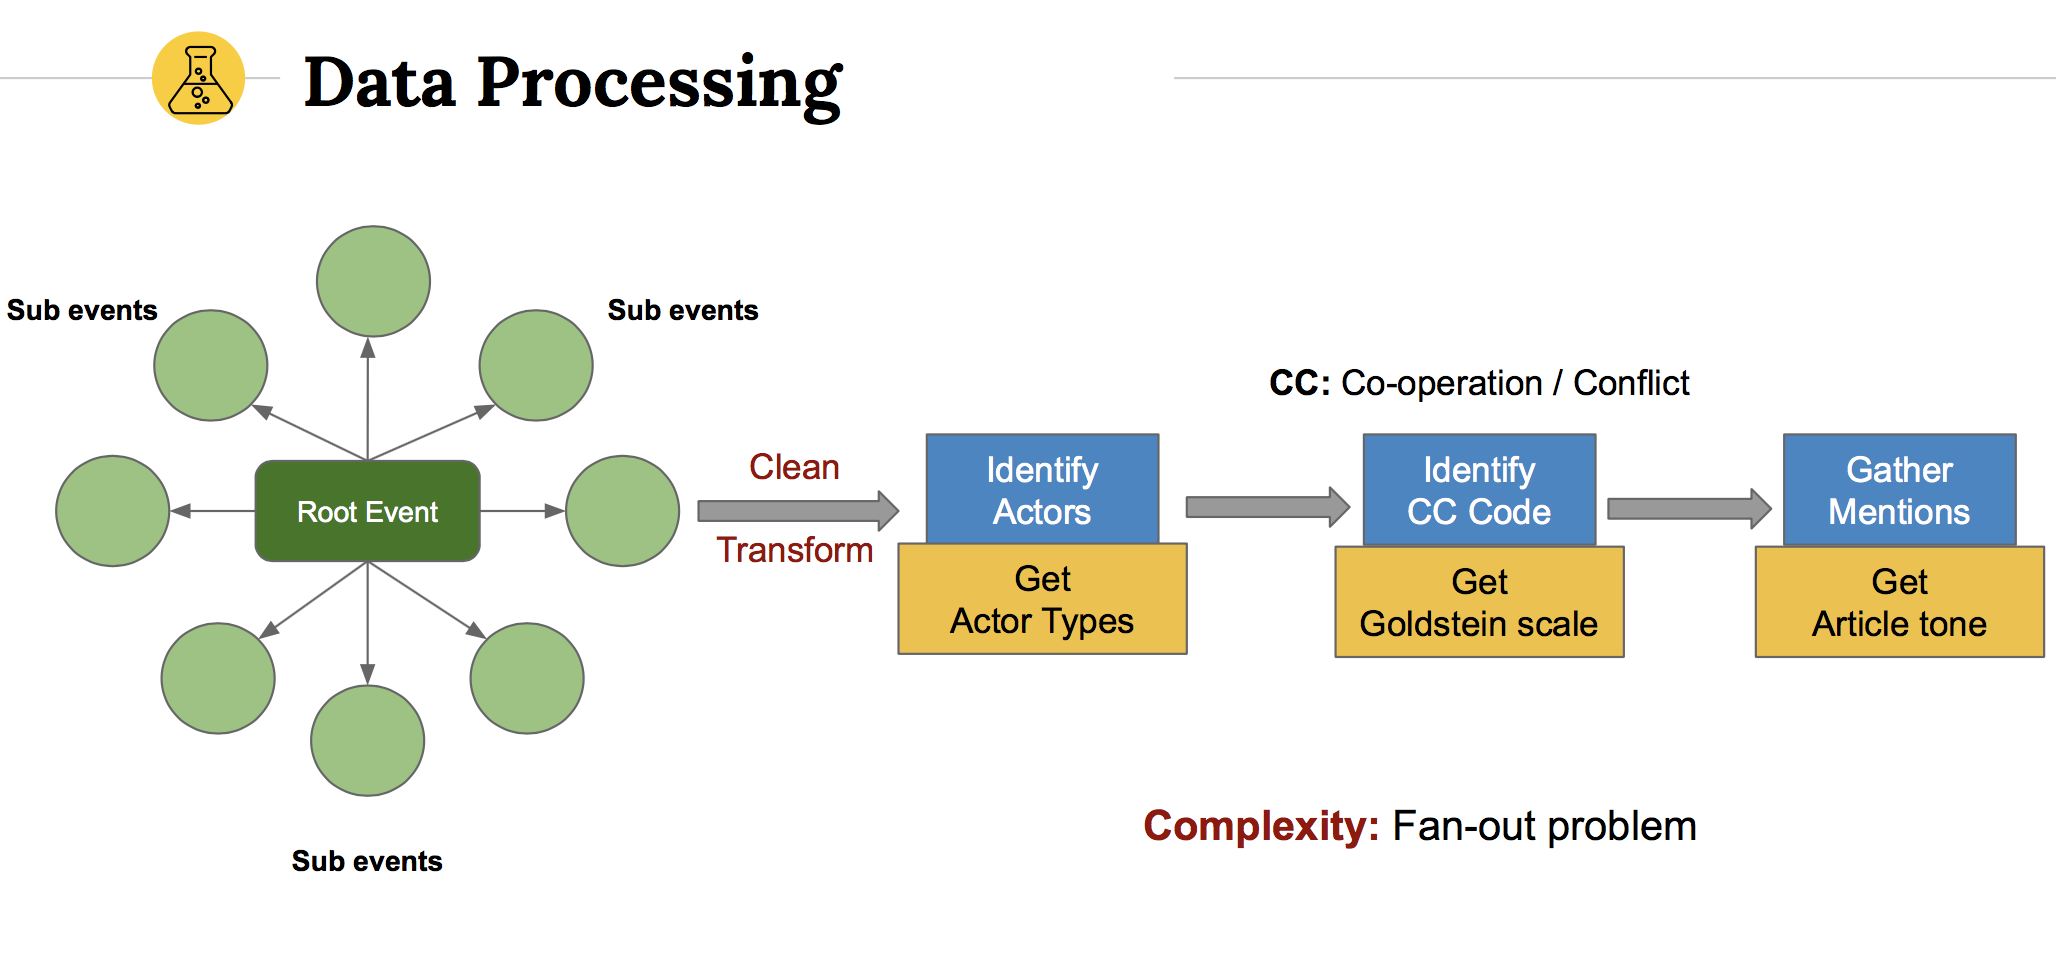 Data Processing
Sub events
Sub events
Root Event
Sub events
Clean
Transform
CC: Co-operation / Conflict
Identify
Actors
Get
Actor Types
Identify
CC Code
Get
Goldstein scale
Gather
Mentions
Get
Article tone
Complexity: Fan-out problem